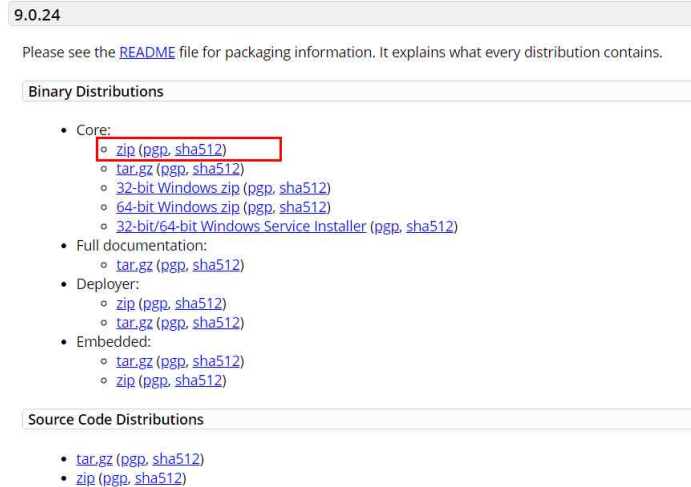 9.0.24
Please see the README file for packaging information. It explains what every distribution contains.
Binary Distributions
Core:
zip (pgp, sha512)
tar.gz (pgp, sha512)
32-bit Windows zip (pgp, sha512)
64-bit Windows zip (pgp, sha512)
32-bit/64-bit Windows Service Installer (pgp, sha512)
Full documentation:
tar.gz (pgp, sha512)
Deployer:
zip (pgp, sha512)
tar.gz (pgp, sha512)
Embedded:
tar.gz (pgp, sha512)
zip (pgp, sha512)
Source Code Distributions
tar.gz (pgp, sha512)
zip (pgp, sha512)